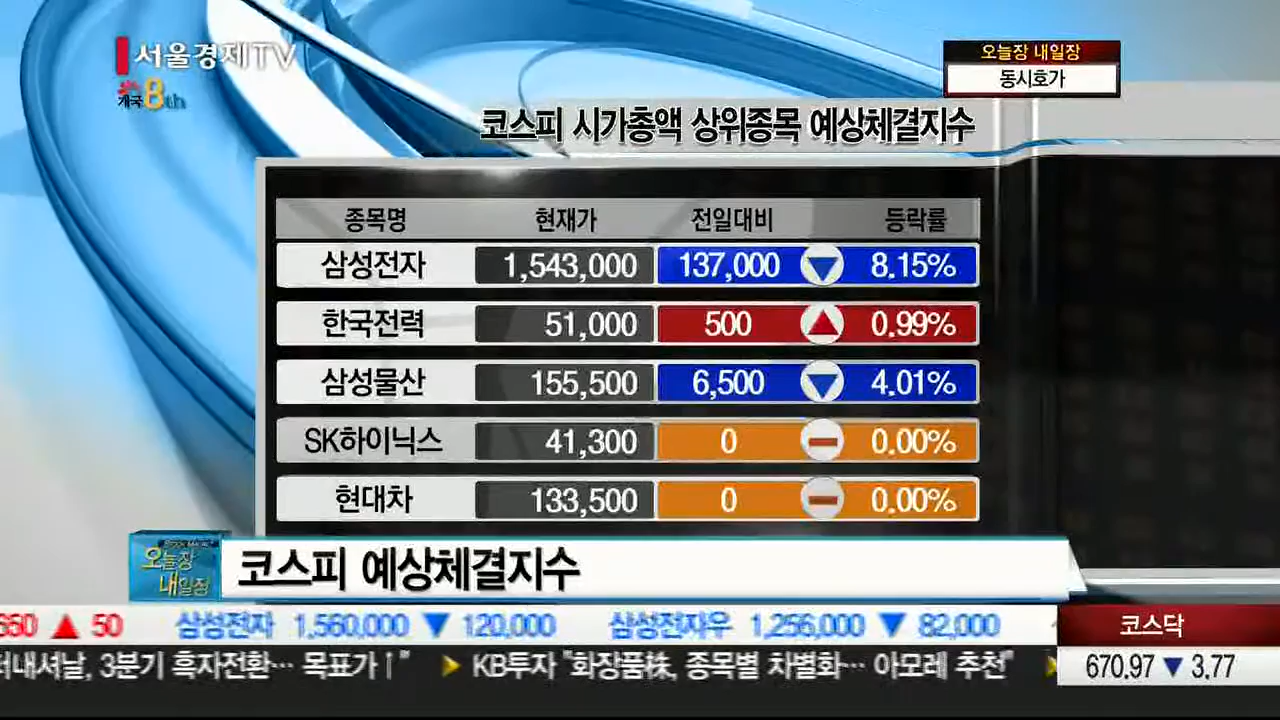 서울경제TV
개국 8th
오늘장 내일장
동시호가
코스피 시가총액 상위종목 예상체결지수
종목명 현재가 전일대비 등락률
삼성전자 1,543,000 137,000 ▼ 8.15%
한국전력 51,000 500 ▲ 0.99%
삼성물산 155,500 6,500 ▼ 4.01%
SK하이닉스 41,300 0 - 0.00%
현대차 133,500 0 - 0.00%
오늘장 내일장
코스피 예상체결지수
650 ▲ 50 삼성전자 1,560,000 ▼ 120,000 삼성전자우 1,256,000 ▼ 82,000
코스닥
터내셔날, 3분기 흑자전환… 목표가↑" ▶ KB투자 "화장품株, 종목별 차별화… 아모레 추천"
670.97 ▼ 3.77